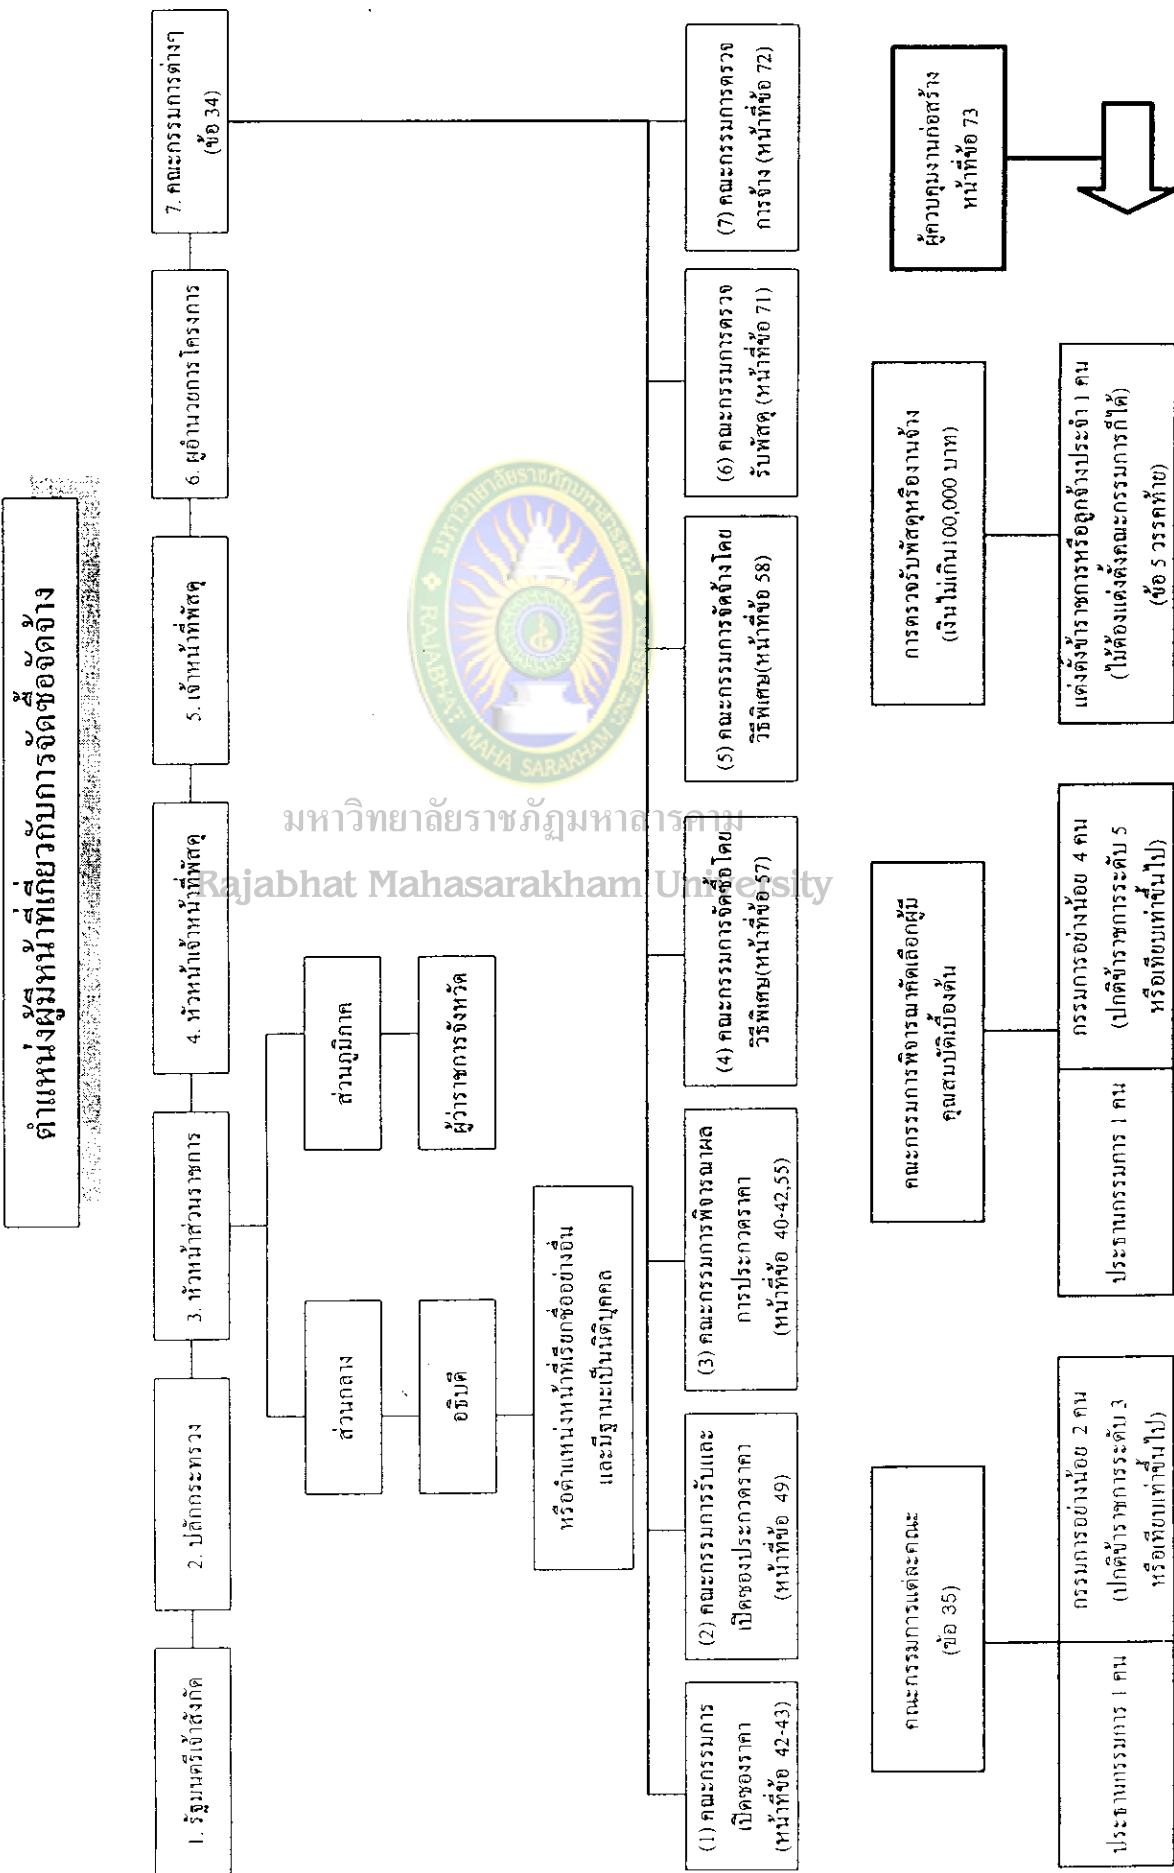 ตำแหน่งผู้มีหน้าที่เกี่ยวกับการจัดซื้อจัดจ้าง
1. รัฐมนตรีเจ้าสังกัด
2. ปลัดกระทรวง
3. หัวหน้าส่วนราชการ
4. หัวหน้าเจ้าหน้าที่พัสดุ
5. เจ้าหน้าที่พัสดุ
6. ผู้อำนวยการโครงการ
7. คณะกรรมการต่างๆ
(ข้อ 34)
ส่วนกลาง
ส่วนภูมิภาค
อธิบดี
ผู้ว่าราชการจังหวัด
หรือตำแหน่งหน้าที่เรียกชื่ออย่างอื่น
และมีฐานะเป็นนิติบุคคล
(1) คณะกรรมการ
เปิดซองราคา
(หน้าที่ข้อ 42-43)
(2) คณะกรรมการรับและ
เปิดซองประกวดราคา
(หน้าที่ข้อ 49)
(3) คณะกรรมการพิจารณาผล
การประกวดราคา
(หน้าที่ข้อ 40-42,55)
(4) คณะกรรมการจัดซื้อโดย
วิธีพิเศษ(หน้าที่ข้อ 57)
(5) คณะกรรมการจัดจ้างโดย
วิธีพิเศษ(หน้าที่ข้อ 58)
(6) คณะกรรมการตรวจ
รับพัสดุ (หน้าที่ข้อ 71)
(7) คณะกรรมการตรวจ
การจ้าง (หน้าที่ข้อ 72)
คณะกรรมการแต่ละคณะ
(ข้อ 35)
ประธานกรรมการ 1 คน
กรรมการอย่างน้อย 2 คน
(ปกติข้าราชการระดับ 3
หรือเทียบเท่าขึ้นไป)
คณะกรรมการพิจารณาคัดเลือกผู้มี
คุณสมบัติเบื้องต้น
ประธานกรรมการ 1 คน
กรรมการอย่างน้อย 4 คน
(ปกติข้าราชการระดับ 5
หรือเทียบเท่าขึ้นไป)
การตรวจรับพัสดุหรืองานจ้าง
(เงินไม่เกิน100,000 บาท)
แต่งตั้งข้าราชการหรือลูกจ้างประจำ 1 คน
(ไม่ต้องแต่งตั้งคณะกรรมการก็ได้)
(ข้อ 5 วรรคท้าย)
ผู้ควบคุมงานก่อสร้าง
หน้าที่ข้อ 73
มหาวิทยาลัยราชภัฏมหาสารคาม
RAJABHAT MAHA SARAKHAM UNIVERSITY
มหาวิทยาลัยราชภัฏมหาสารคาม
Rajabhat Mahasarakham University